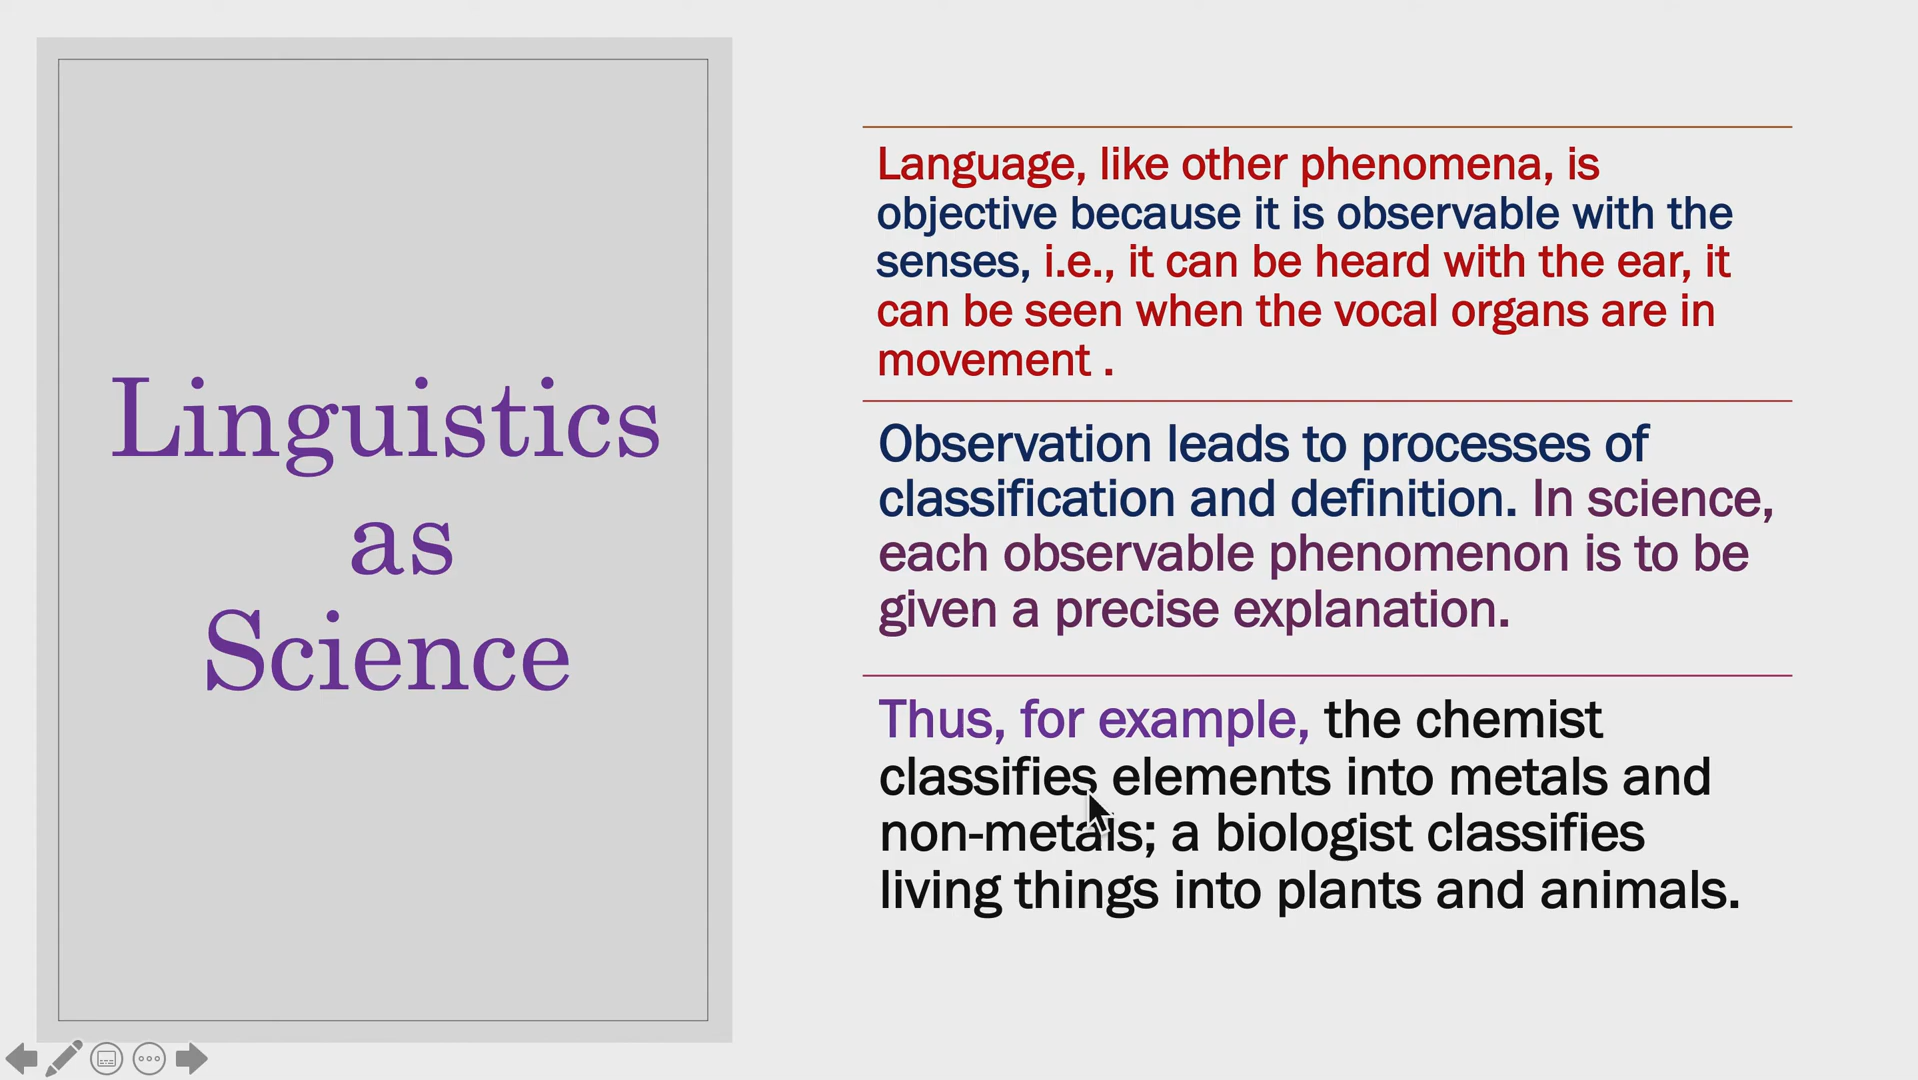 Linguistics
as
Science
Language, like other phenomena, is
objective because it is observable with the
senses, i.e., it can be heard with the ear, it
can be seen when the vocal organs are in
movement .
Observation leads to processes of
classification and definition. In science,
each observable phenomenon is to be
given a precise explanation.
Thus, for example, the chemist
classifies elements into metals and
non-metals; a biologist classifies
living things into plants and animals.